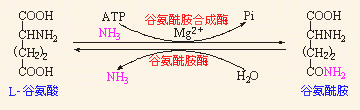 COOH
CHNH₂
(CH₂)₂
COOH
L-谷氨酸
ATP
谷氨酰胺合成酶
Pi
NH₃
Mg²⁺
谷氨酰胺酶
NH₃
H₂O
COOH
CHNH₂
(CH₂)₂
CONH₂
谷氨酰胺